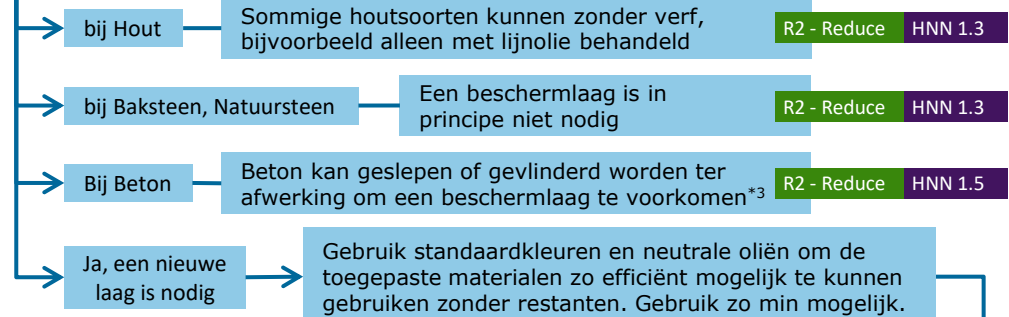 bij Hout
Sommige houtsoorten kunnen zonder verf,
bijvoorbeeld alleen met lijnolie behandeld
R2 - Reduce HNN 1.3
bij Baksteen, Natuursteen
Een beschermlaag is in
principe niet nodig
R2 - Reduce HNN 1.3
Bij Beton
Beton kan geslepen of gevlinderd worden ter
afwerking om een beschermlaag te voorkomen*3
R2 - Reduce HNN 1.5
Ja, een nieuwe
laag is nodig
Gebruik standaardkleuren en neutrale oliën om de
toegepaste materialen zo efficiënt mogelijk te kunnen
gebruiken zonder restanten. Gebruik zo min mogelijk.